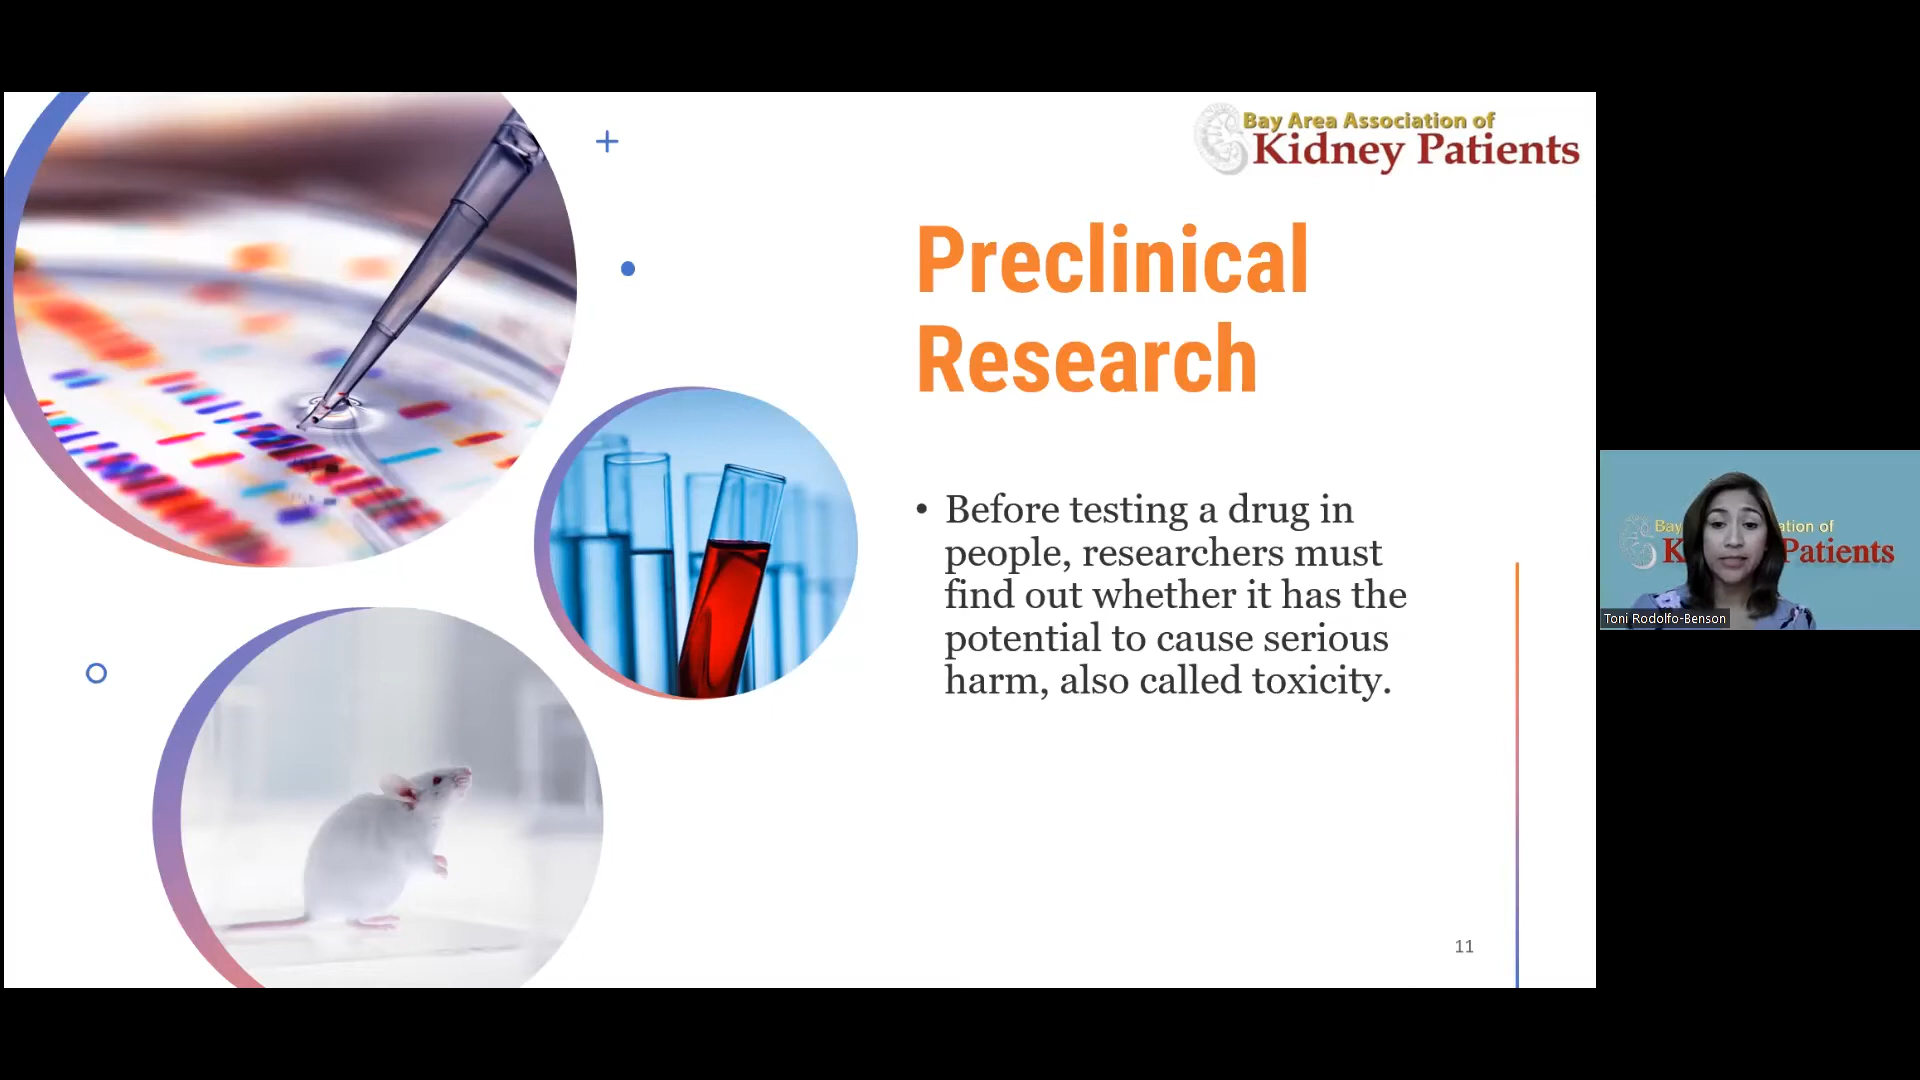 Bay Area Association of
Kidney Patients
Preclinical
Research
• Before testing a drug in
people, researchers must
find out whether it has the
potential to cause serious
harm, also called toxicity.
11
Bay
ation of
K
Patients
Toni Rodolfo-Benson